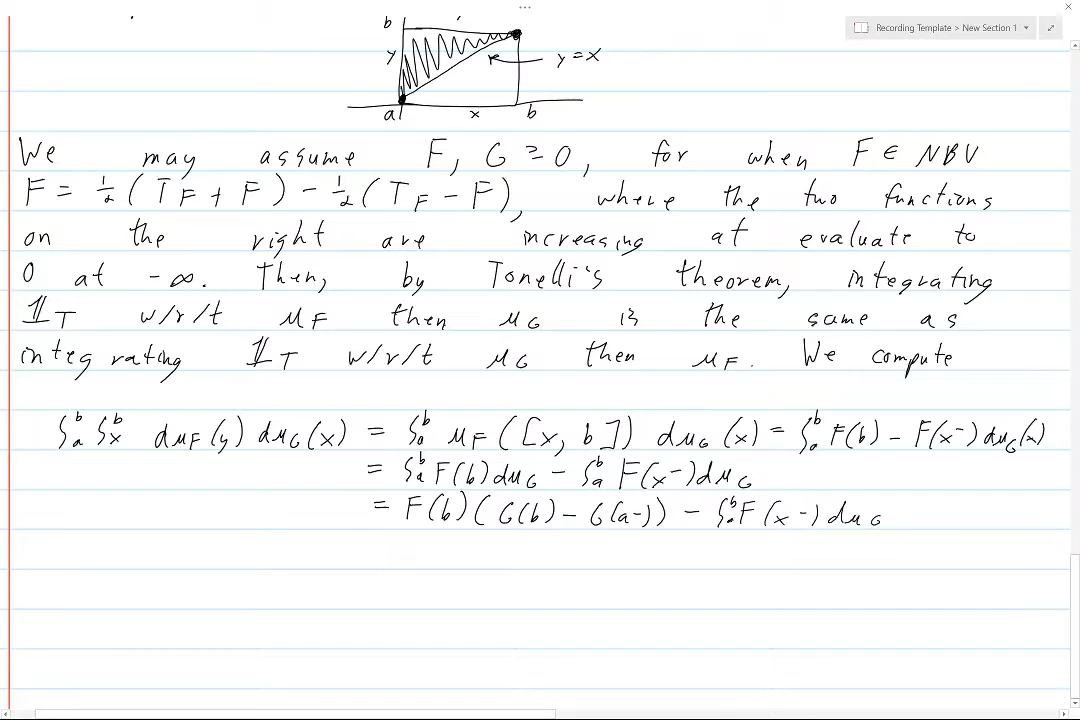 Recording Template > New Section 1
b
y
y = x
a
x
b
We may assume F, G ≥ 0, for when F ∈ NBV
F = ½(T_F + F) − ½(T_F − F), where the two functions
on the right are increasing at evaluate to
0 at −∞. Then, by Tonelli's theorem, integrating
𝟙_T w/r/t μ_F then μ_G is the same as
integrating 𝟙_T w/r/t μ_G then μ_F. We compute
∫_a^b ∫_x^b dμ_F(y) dμ_G(x) = ∫_a^b μ_F([x, b]) dμ_G(x) = ∫_a^b F(b) − F(x−) dμ_G(x)
= ∫_a^b F(b) dμ_G − ∫_a^b F(x−) dμ_G
= F(b)(G(b) − G(a−)) − ∫_a^b F(x−) dμ_G